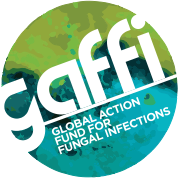 gaffi
GLOBAL ACTION
FUND FOR
FUNGAL INFECTIONS